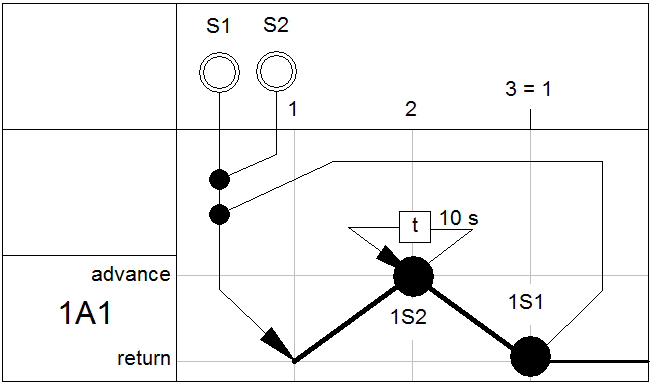 S1 S2
1 2 3 = 1
t 10 s
advance
1A1
1S2 1S1
return